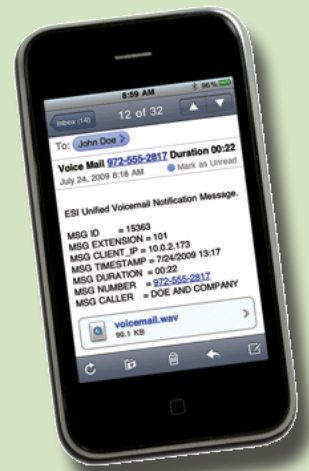 8:59 AM 96%
Inbox (14) 12 of 32
To: John Doe
Voice Mail 972-555-2817 Duration 00:22
July 24, 2009 8:18 AM Mark as Unread
ESI Unified Voicemail Notification Message.
MSG ID = 15363
MSG EXTENSION = 101
MSG CLIENT_IP = 10.0.2.173
MSG TIMESTAMP = 7/24/2009 13:17
MSG DURATION = 00:22
MSG NUMBER = 972-555-2817
MSG CALLER = DOE AND COMPANY
voicemail.wav
90.1 KB